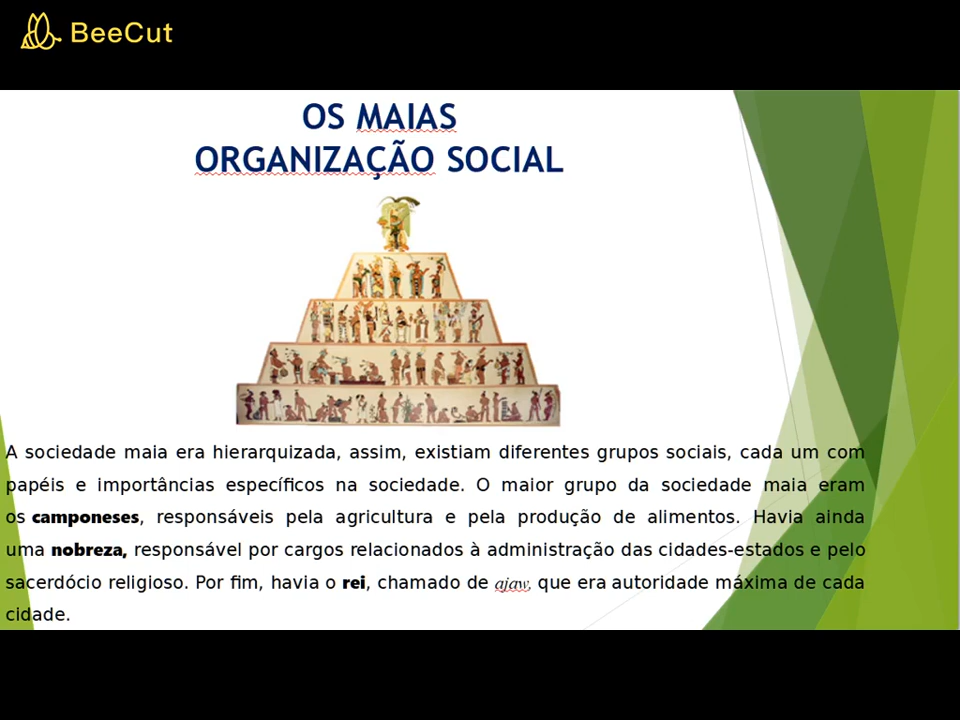 BeeCut
OS MAIAS
ORGANIZAÇÃO SOCIAL
A sociedade maia era hierarquizada, assim, existiam diferentes grupos sociais, cada um com
papéis e importâncias específicos na sociedade. O maior grupo da sociedade maia eram
os camponeses, responsáveis pela agricultura e pela produção de alimentos. Havia ainda
uma nobreza, responsável por cargos relacionados à administração das cidades-estados e pelo
sacerdócio religioso. Por fim, havia o rei, chamado de ajaw, que era autoridade máxima de cada
cidade.